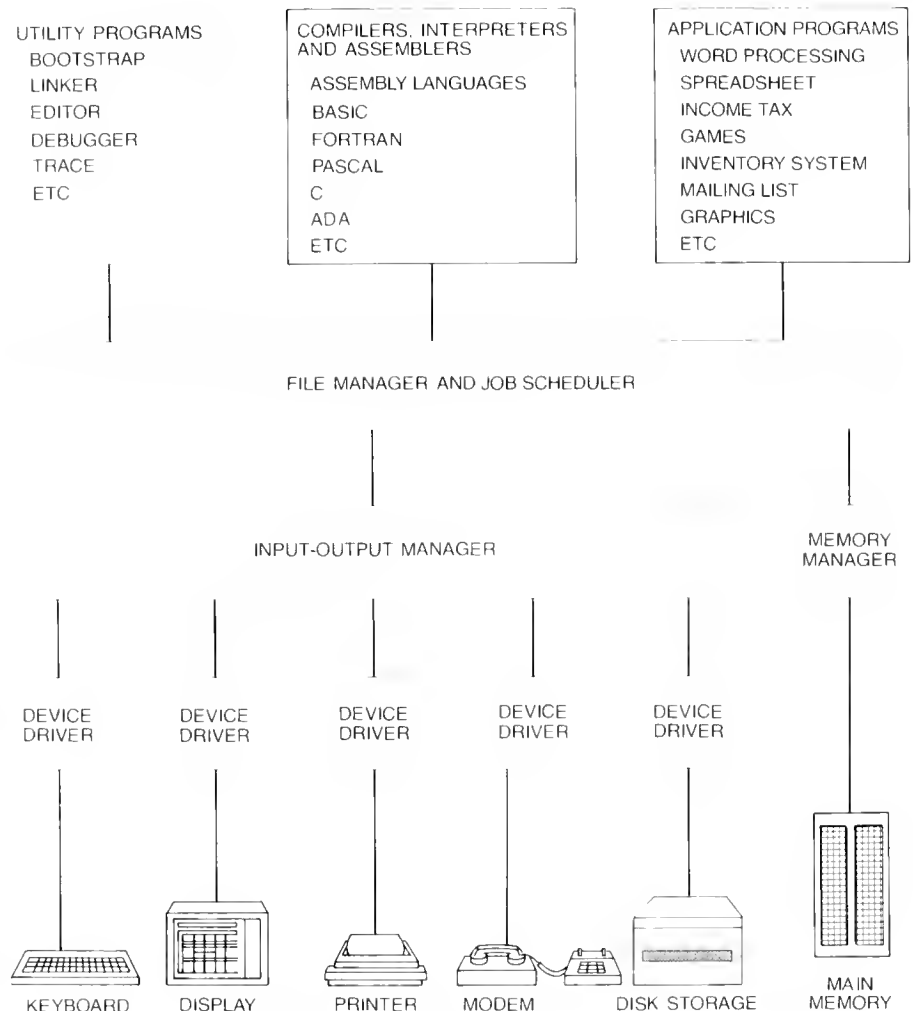 UTILITY PROGRAMS
BOOTSTRAP
LINKER
EDITOR
DEBUGGER
TRACE
ETC
COMPILERS, INTERPRETERS
AND ASSEMBLERS
ASSEMBLY LANGUAGES
BASIC
FORTRAN
PASCAL
C
ADA
ETC
APPLICATION PROGRAMS
WORD PROCESSING
SPREADSHEET
INCOME TAX
GAMES
INVENTORY SYSTEM
MAILING LIST
GRAPHICS
ETC
FILE MANAGER AND JOB SCHEDULER
INPUT-OUTPUT MANAGER
MEMORY
MANAGER
DEVICE
DRIVER
DEVICE
DRIVER
DEVICE
DRIVER
DEVICE
DRIVER
DEVICE
DRIVER
KEYBOARD
DISPLAY
PRINTER
MODEM
DISK STORAGE
MAIN
MEMORY